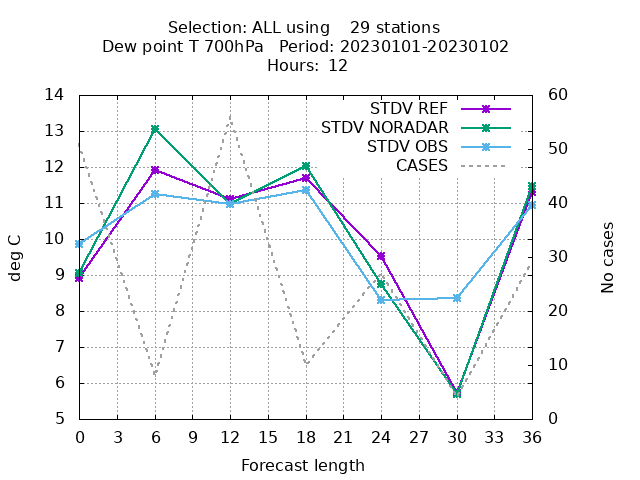 Selection: ALL using    29 stations
Dew point T 700hPa   Period: 20230101-20230102
Hours: 12
14
13
12
11
10
9
8
7
6
5
60
50
40
30
20
10
0
STDV REF
STDV NORADAR
STDV OBS
CASES
deg C
No cases
0 3 6 9 12 15 18 21 24 27 30 33 36
Forecast length